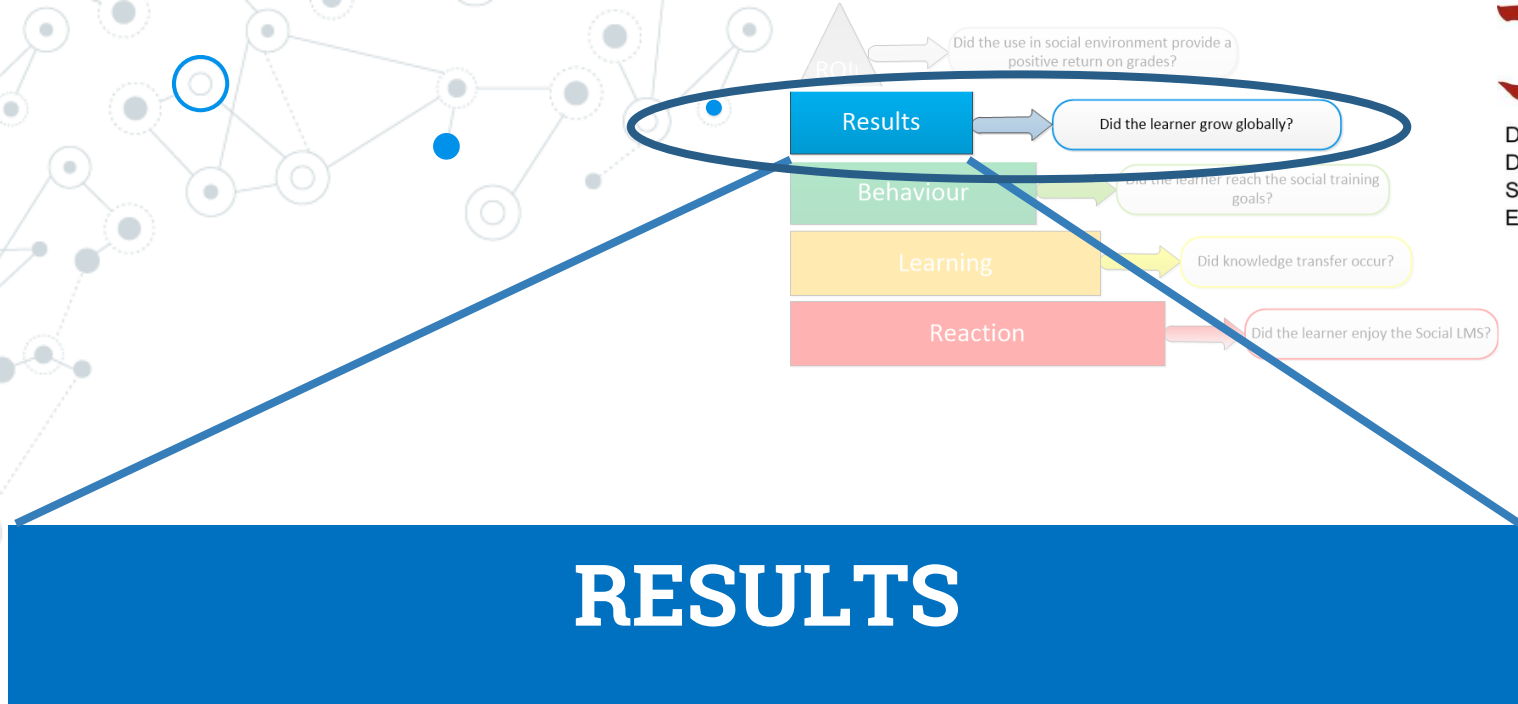 Did the use in social environment provide a
positive return on grades?
ROI
Results
Did the learner grow globally?
Behaviour
Did the learner reach the social training
goals?
Learning
Did knowledge transfer occur?
Reaction
Did the learner enjoy the Social LMS?
D
D
S
E
RESULTS